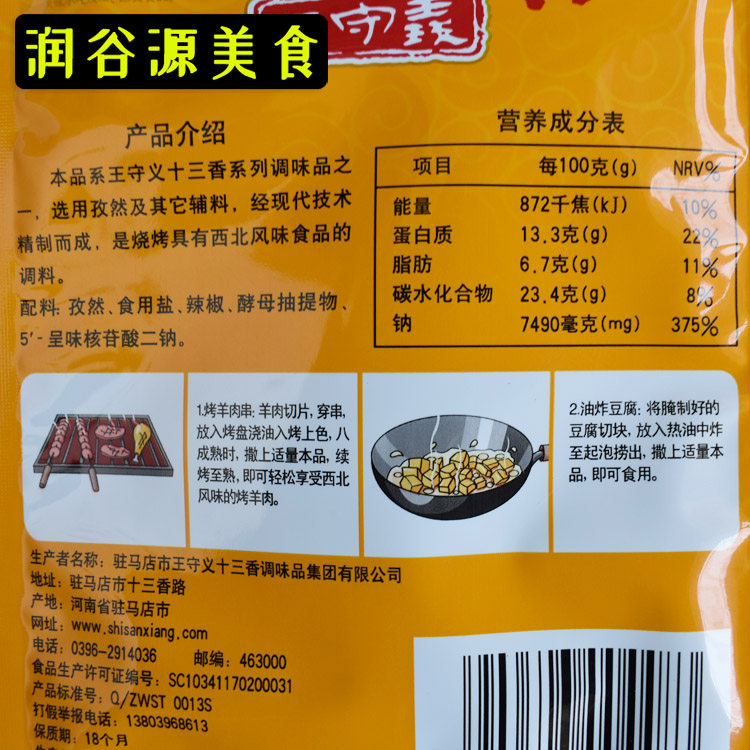 守義
润谷源美食
产品介绍
本品系王守义十三香系列调味品之
一，选用孜然及其它辅料，经现代技术
精制而成，是烧烤具有西北风味食品的
调料。
配料：孜然、食用盐、辣椒、酵母抽提物、
5′-呈味核苷酸二钠。
营养成分表
项目 每100克(g) NRV%
能量 872千焦(kJ) 10%
蛋白质 13.3克(g) 22%
脂肪 6.7克(g) 11%
碳水化合物 23.4克(g) 8%
钠 7490毫克(mg) 375%
1.烤羊肉串：羊肉切片，穿串，
放入烤盘浇油入烤上色，八
成熟时，撒上适量本品，续
烤至熟，即可轻松享受西北
风味的烤羊肉。
2.油炸豆腐：将腌制好的
豆腐切块，放入热油中炸
至起泡捞出，撒上适量本
品，即可食用。
生产者名称：驻马店市王守义十三香调味品集团有限公司
地址：驻马店市十三香路
产地：河南省驻马店市
网址：www.shisanxiang.com
电话：0396-2914036 邮编：463000
食品生产许可证编号：SC10341170200031
产品标准号：Q/ZWST 0013S
打假举报电话：13803968613
保质期：18个月